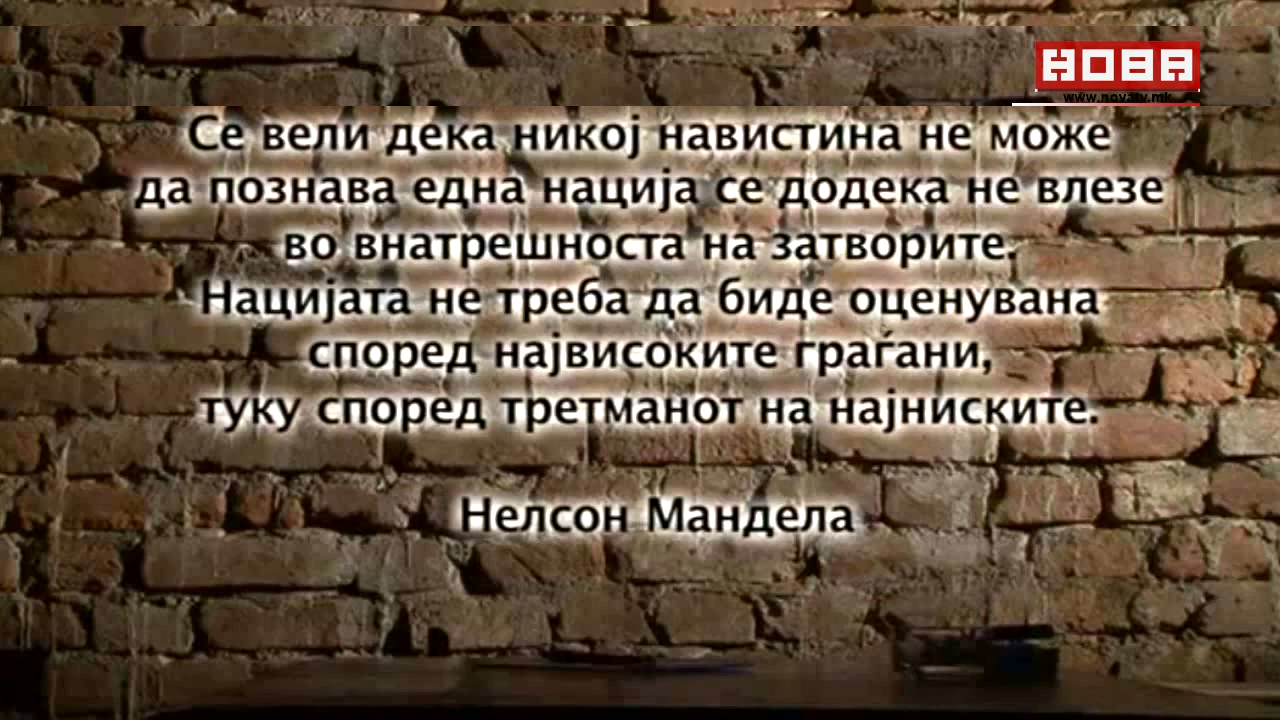 НОВА
www.novatv.mk
Се вели дека никој навистина не може
да познава една нација се додека не влезе
во внатрешноста на затворите.
Нацијата не треба да биде оценувана
според највисоките граѓани,
туку според третманот на најниските.
Нелсон Мандела